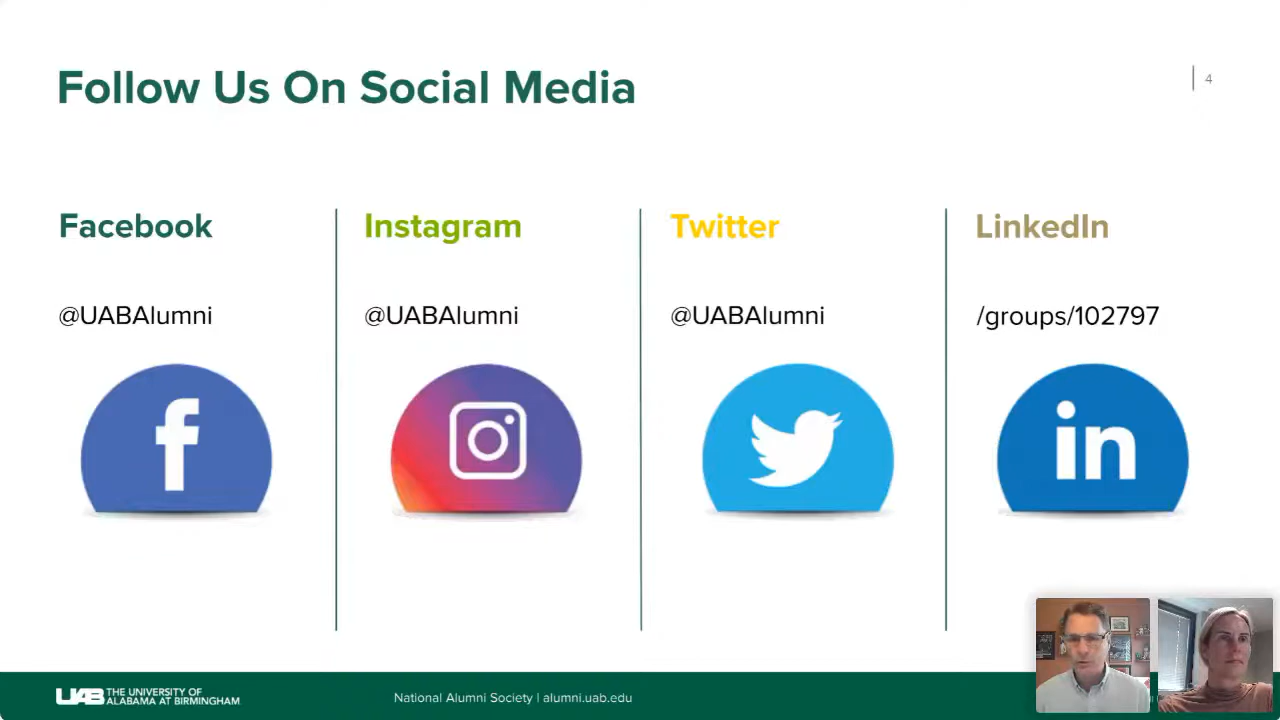 Follow Us On Social Media
4
Facebook
Instagram
Twitter
LinkedIn
@UABAlumni
@UABAlumni
@UABAlumni
/groups/102797
f
in
UAB THE UNIVERSITY OF
ALABAMA AT BIRMINGHAM
National Alumni Society | alumni.uab.edu